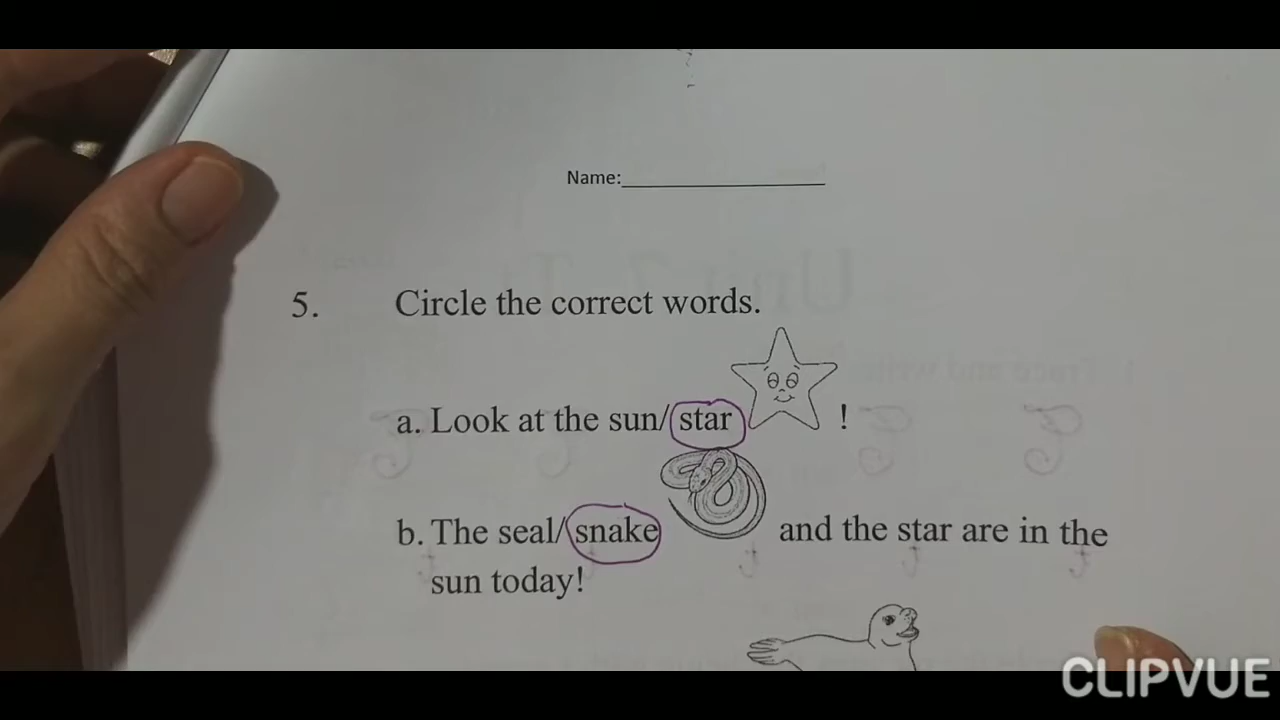 Name:____________________
5. Circle the correct words.
a. Look at the sun/star !
b. The seal/snake and the star are in the
sun today!
CLIPVUE